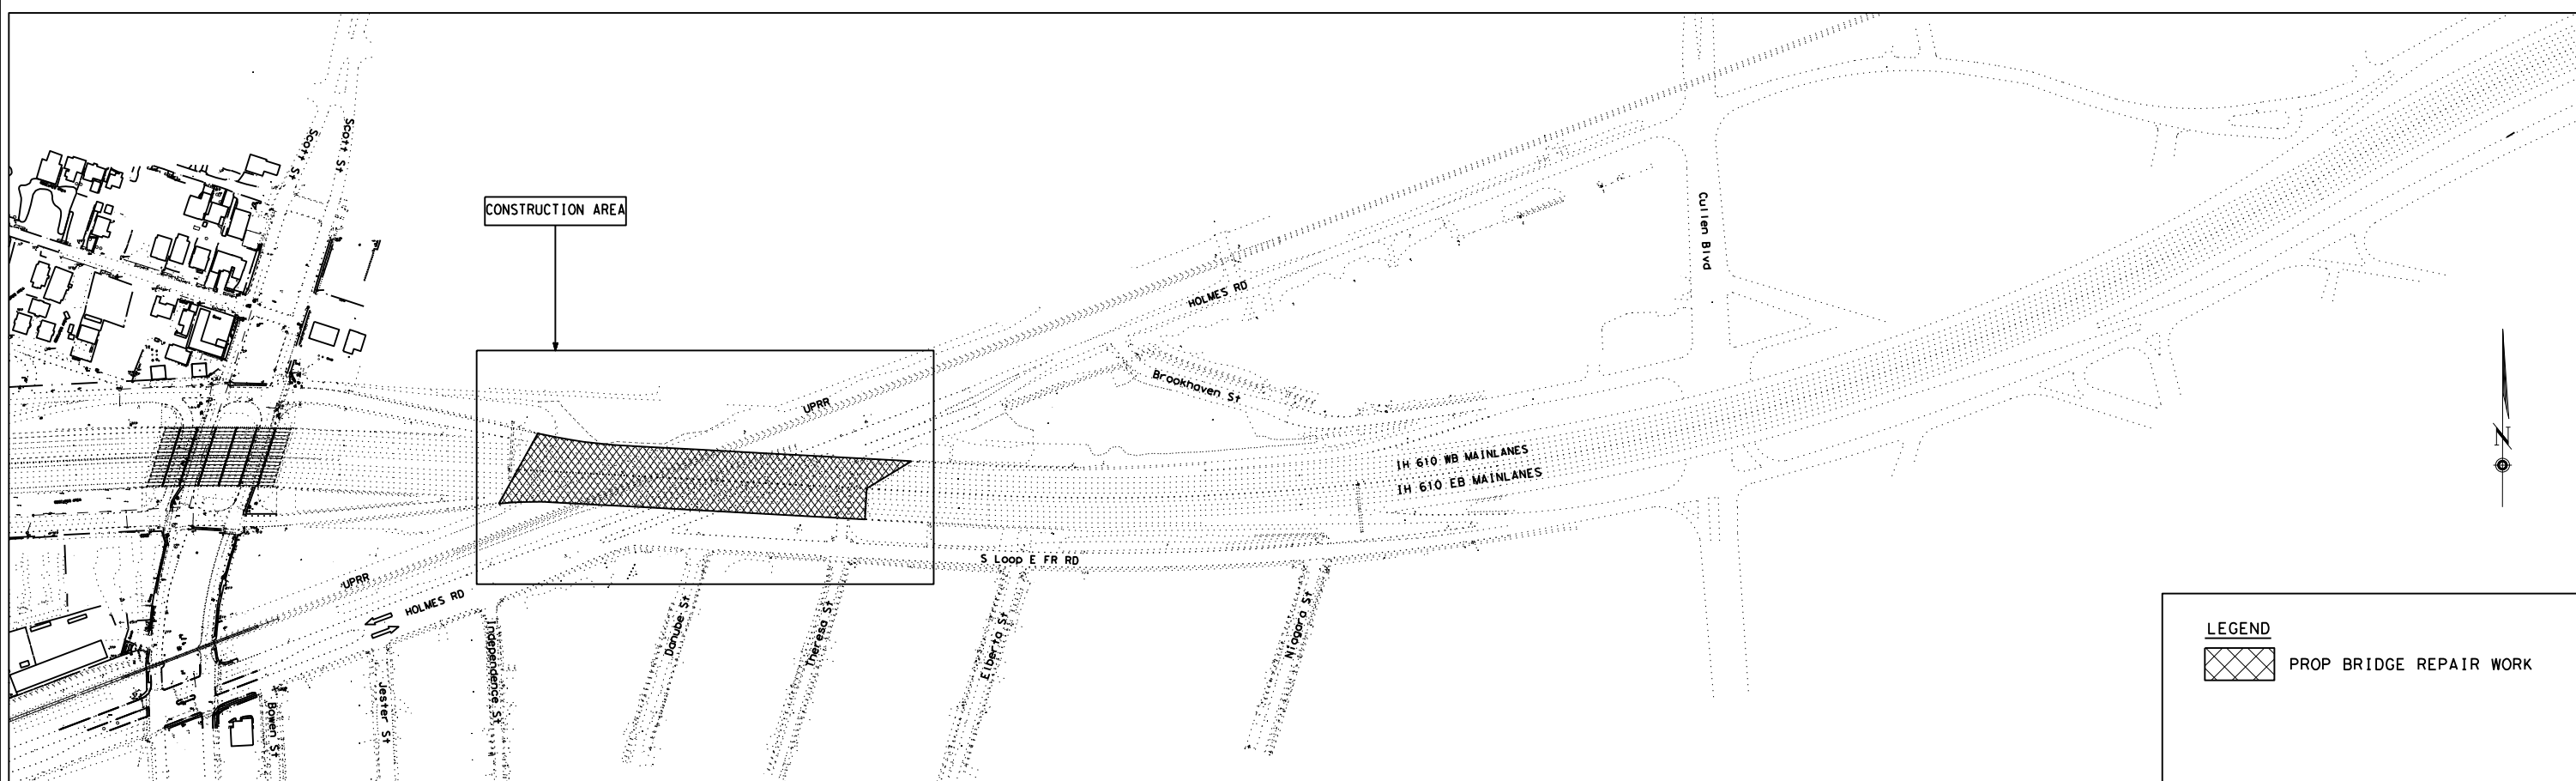 Scott St
Scott St
CONSTRUCTION AREA
Cullen Blvd
HOLMES RD
Brookhaven St
UPRR
IH 610 WB MAINLANES
IH 610 EB MAINLANES
N
S Loop E FR RD
UPRR
HOLMES RD
Independence St
Danube St
Theresa St
Elberta St
Niagara St
Jester St
Bowen St
LEGEND
PROP BRIDGE REPAIR WORK